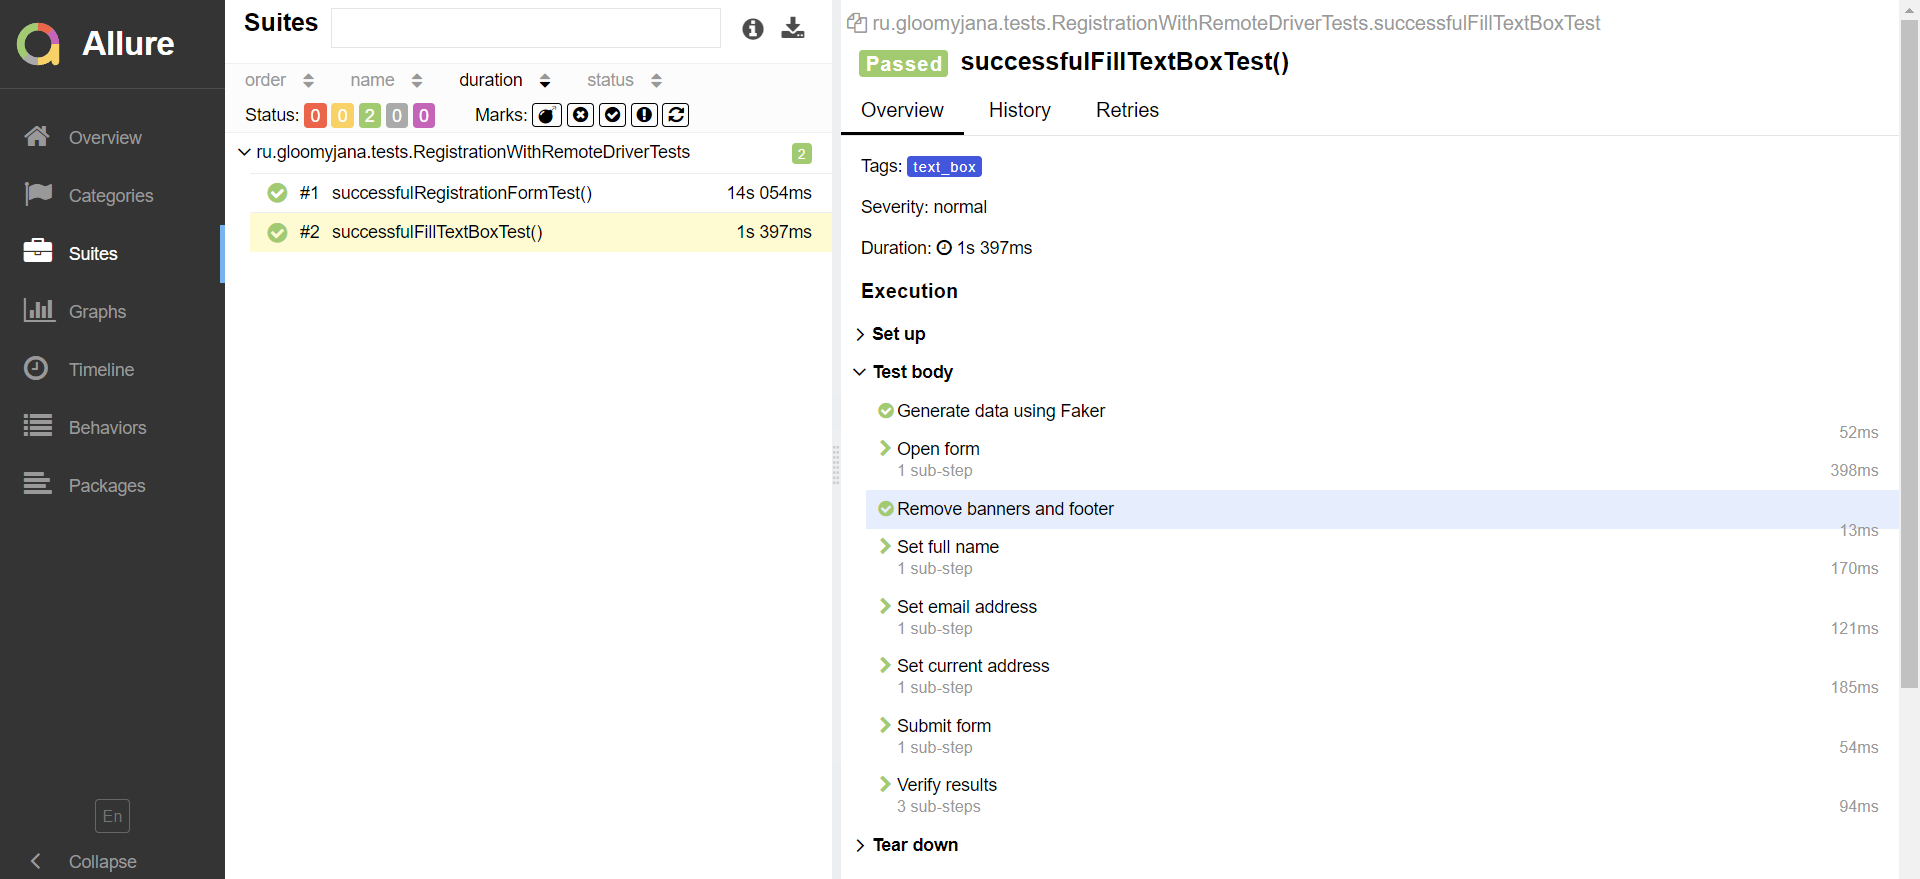 Allure
Overview
Categories
Suites
Graphs
Timeline
Behaviors
Packages
En
Collapse
Suites
order name duration status
Status: 0 0 2 0 0 Marks:
ru.gloomyjana.tests.RegistrationWithRemoteDriverTests 2
#1 successfulRegistrationFormTest() 14s 054ms
#2 successfulFillTextBoxTest() 1s 397ms
ru.gloomyjana.tests.RegistrationWithRemoteDriverTests.successfulFillTextBoxTest
Passed successfulFillTextBoxTest()
Overview History Retries
Tags: text_box
Severity: normal
Duration: 1s 397ms
Execution
Set up
Test body
Generate data using Faker
52ms
Open form
1 sub-step 398ms
Remove banners and footer
13ms
Set full name
1 sub-step 170ms
Set email address
1 sub-step 121ms
Set current address
1 sub-step 185ms
Submit form
1 sub-step 54ms
Verify results
3 sub-steps 94ms
Tear down